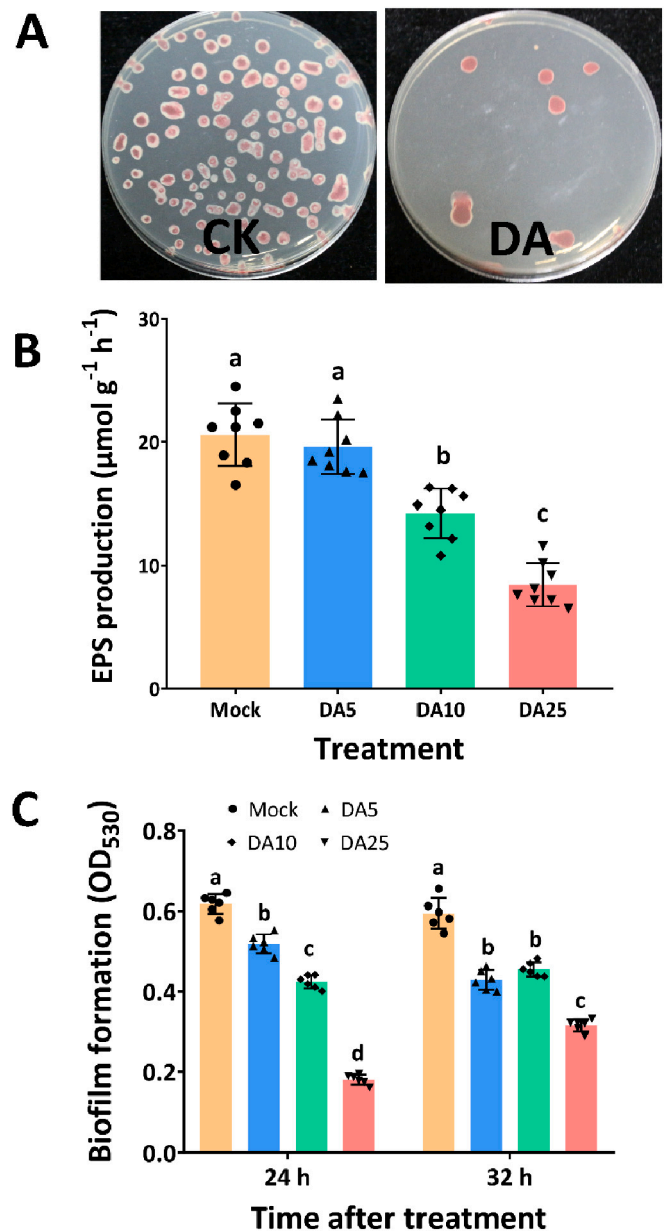 A
CK
DA
B
EPS production (μmol g⁻¹ h⁻¹)
30
20
10
0
a
a
b
c
Mock
DA5
DA10
DA25
Treatment
C
Mock
DA5
DA10
DA25
Biofilm formation (OD₅₃₀)
0.8
0.6
0.4
0.2
0.0
a
b
c
d
a
b
b
c
24 h
32 h
Time after treatment